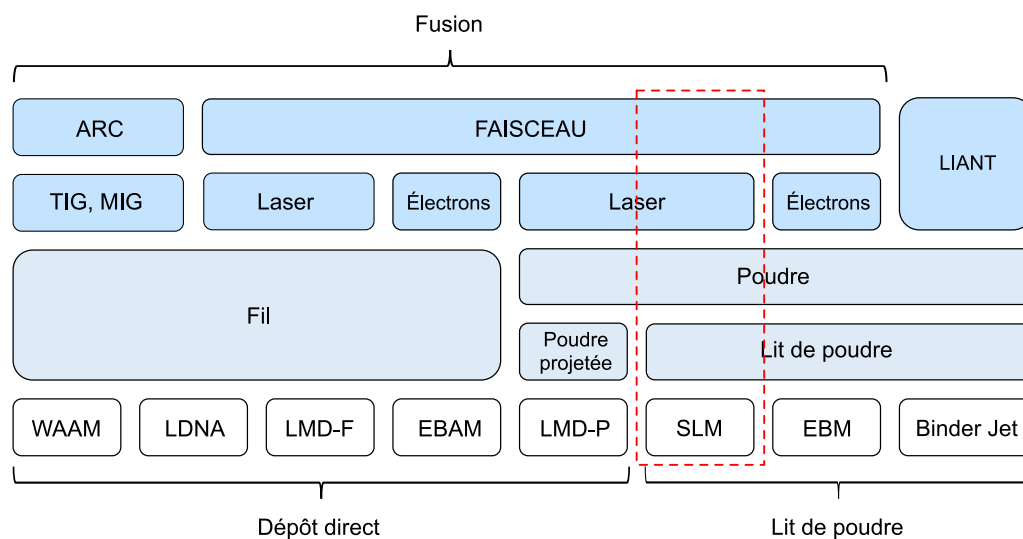 Fusion
ARC
FAISCEAU
LIANT
TIG, MIG
Laser
Électrons
Laser
Électrons
Fil
Poudre
Poudre
projetée
Lit de poudre
WAAM
LDNA
LMD-F
EBAM
LMD-P
SLM
EBM
Binder Jet
Dépôt direct
Lit de poudre